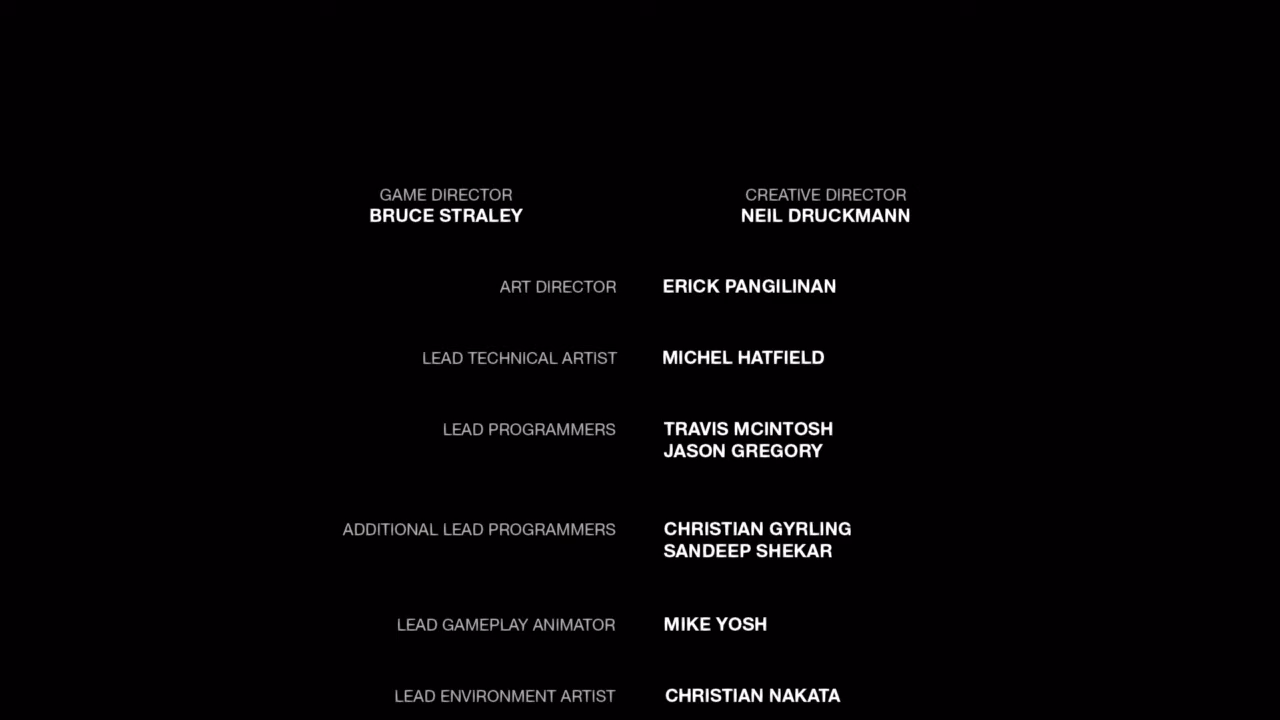 GAME DIRECTOR CREATIVE DIRECTOR
BRUCE STRALEY NEIL DRUCKMANN
ART DIRECTOR ERICK PANGILINAN
LEAD TECHNICAL ARTIST MICHEL HATFIELD
LEAD PROGRAMMERS TRAVIS MCINTOSH
JASON GREGORY
ADDITIONAL LEAD PROGRAMMERS CHRISTIAN GYRLING
SANDEEP SHEKAR
LEAD GAMEPLAY ANIMATOR MIKE YOSH
LEAD ENVIRONMENT ARTIST CHRISTIAN NAKATA